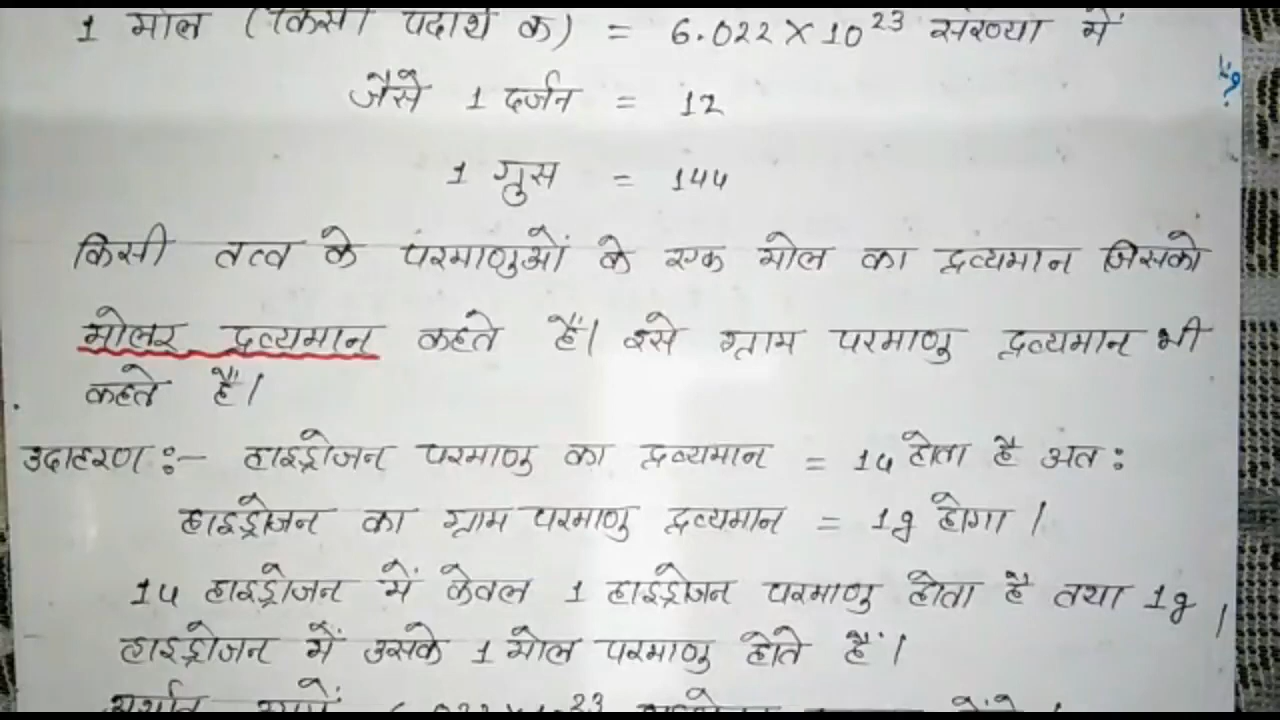 1 मोल (किसी पदार्थ के) = 6.022×10²³ संख्या में
जैसे 1 दर्जन = 12
1 ग्रुस = 144
किसी तत्व के परमाणुओं के एक मोल का द्रव्यमान जिसको
मोलर द्रव्यमान कहते हैं। इसे ग्राम परमाणु द्रव्यमान भी
कहते हैं।
उदाहरण :- हाइड्रोजन परमाणु का द्रव्यमान = 1u होता है अतः
हाइड्रोजन का ग्राम परमाणु द्रव्यमान = 1g होगा।
1u हाइड्रोजन में केवल 1 हाइड्रोजन परमाणु होता है तथा 1g
हाइड्रोजन में उसके 1 मोल परमाणु होते हैं।